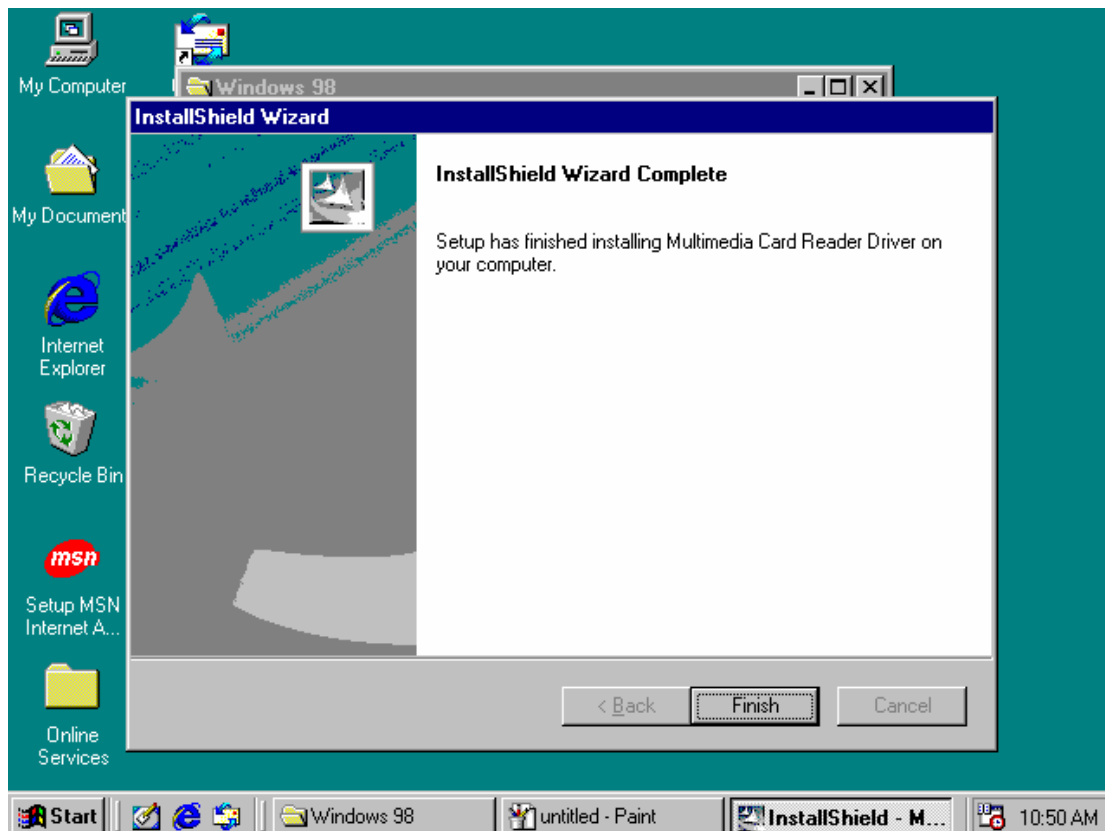 My Computer
Windows 98
InstallShield Wizard
InstallShield Wizard Complete
Setup has finished installing Multimedia Card Reader Driver on
your computer.
My Document
Internet
Explorer
Recycle Bin
msn
Setup MSN
Internet A...
Online
Services
< Back
Finish
Cancel
Start
Windows 98
untitled - Paint
InstallShield - M...
10:50 AM